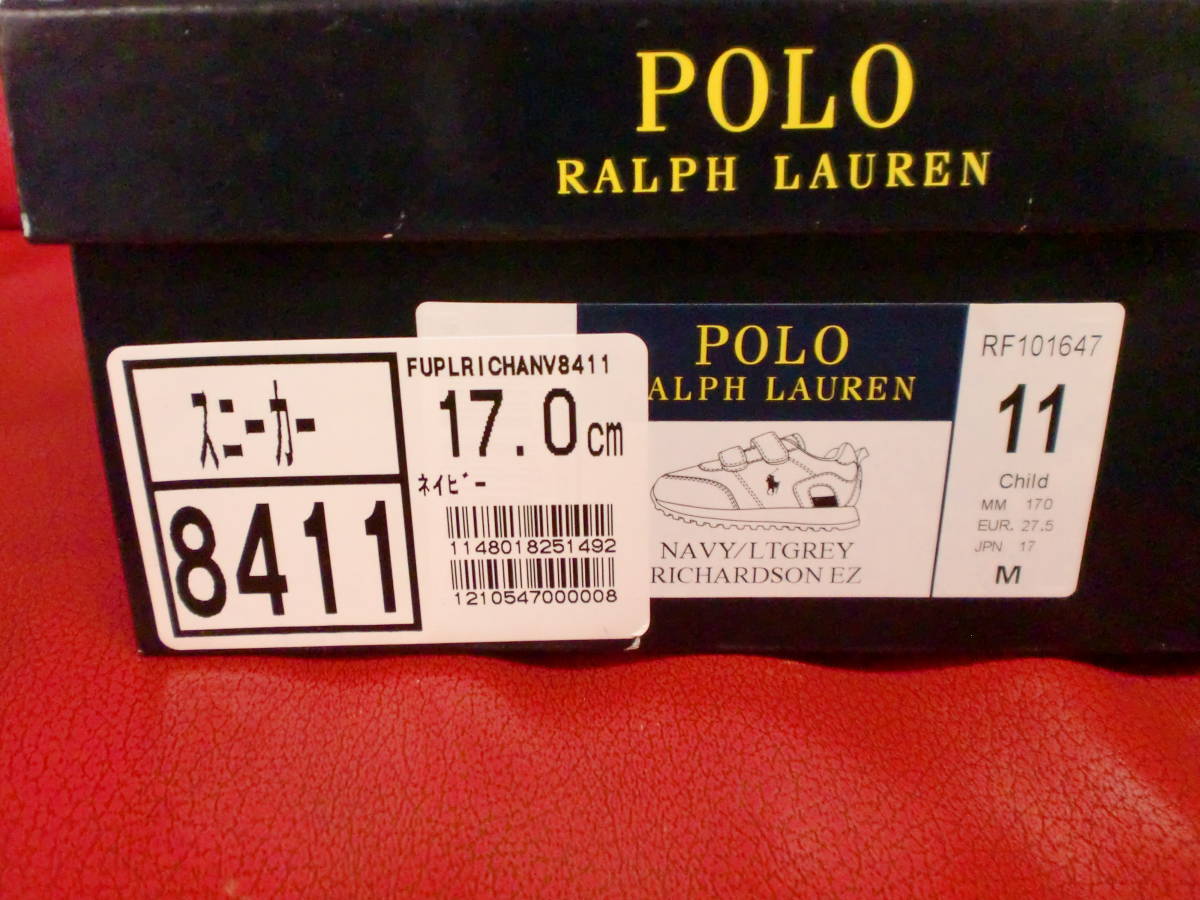 POLO
RALPH LAUREN
スニーカー
8411
FUPLRICHANV8411
17.0cm
ネイビー
1148018251492
1210547000008
POLO
ALPH LAUREN
NAVY/LTGREY
RICHARDSON EZ
RF101647
11
Child
MM 170
EUR. 27.5
JPN 17
M